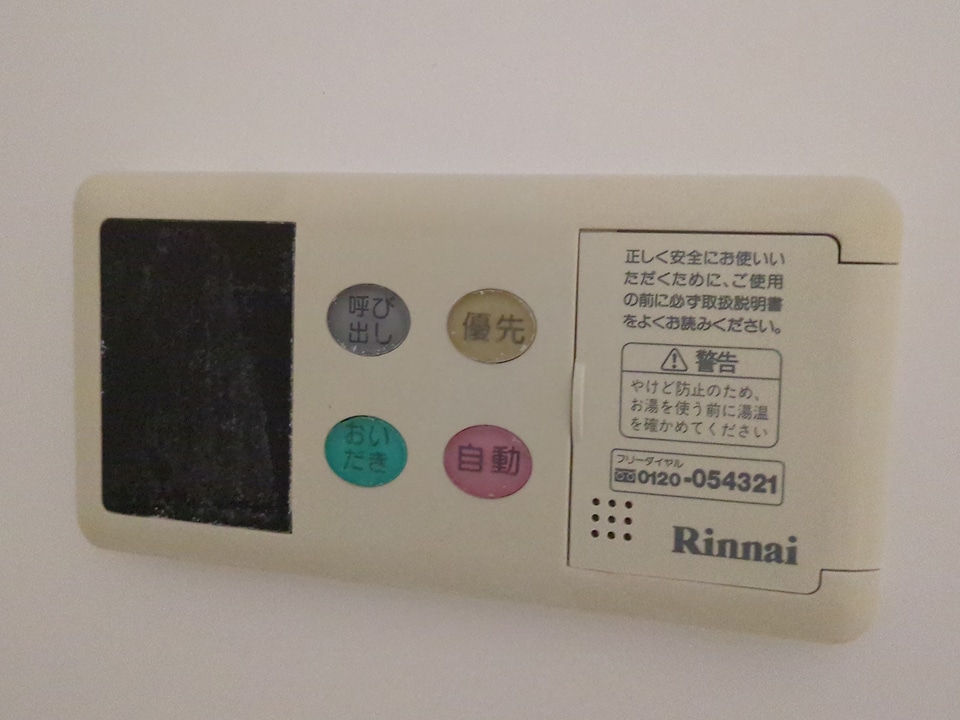 呼び
出し
優先
おい
だき
自動
正しく安全にお使いい
ただくために、ご使用
の前に必ず取扱説明書
をよくお読みください。
警告
やけど防止のため、
お湯を使う前に湯温
を確かめてください
フリーダイヤル
0120-054321
Rinnai